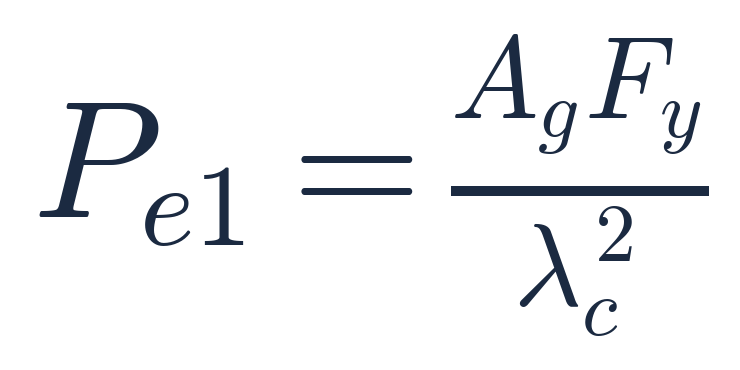 P_{e1} = \frac{A_g F_y}{\lambda_c^2}